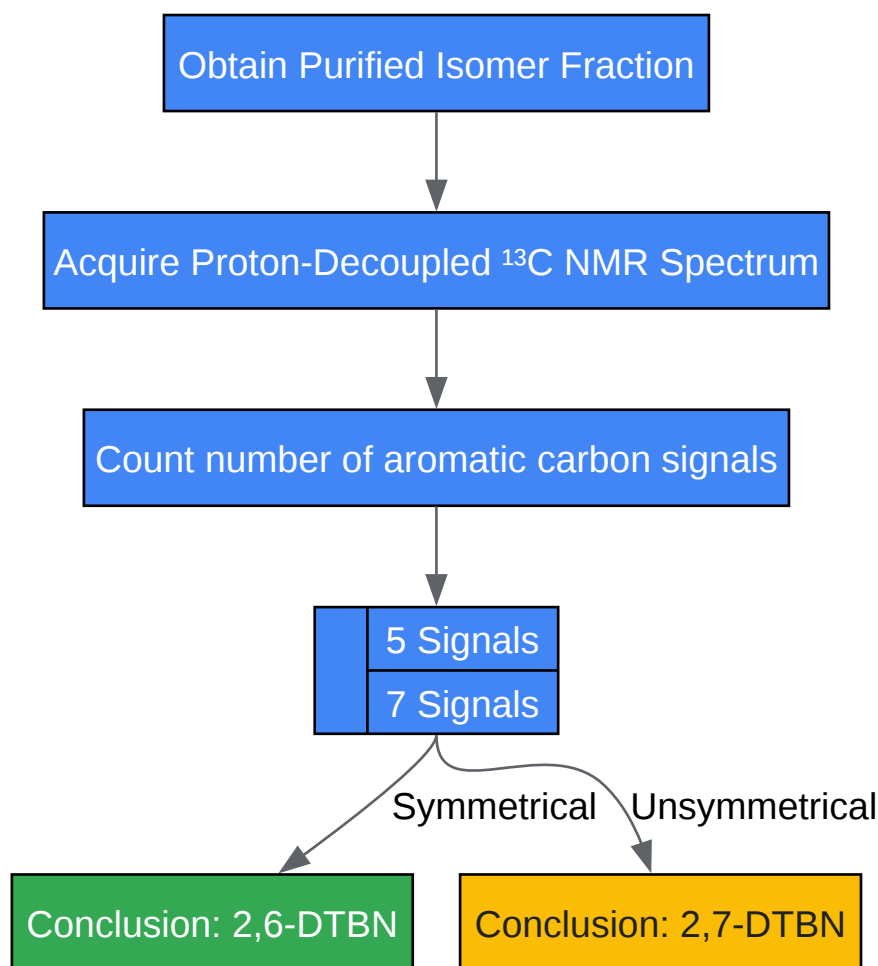 Obtain Purified Isomer Fraction
Acquire Proton-Decoupled ¹³C NMR Spectrum
Count number of aromatic carbon signals
5 Signals
7 Signals
Symmetrical
Unsymmetrical
Conclusion: 2,6-DTBN
Conclusion: 2,7-DTBN